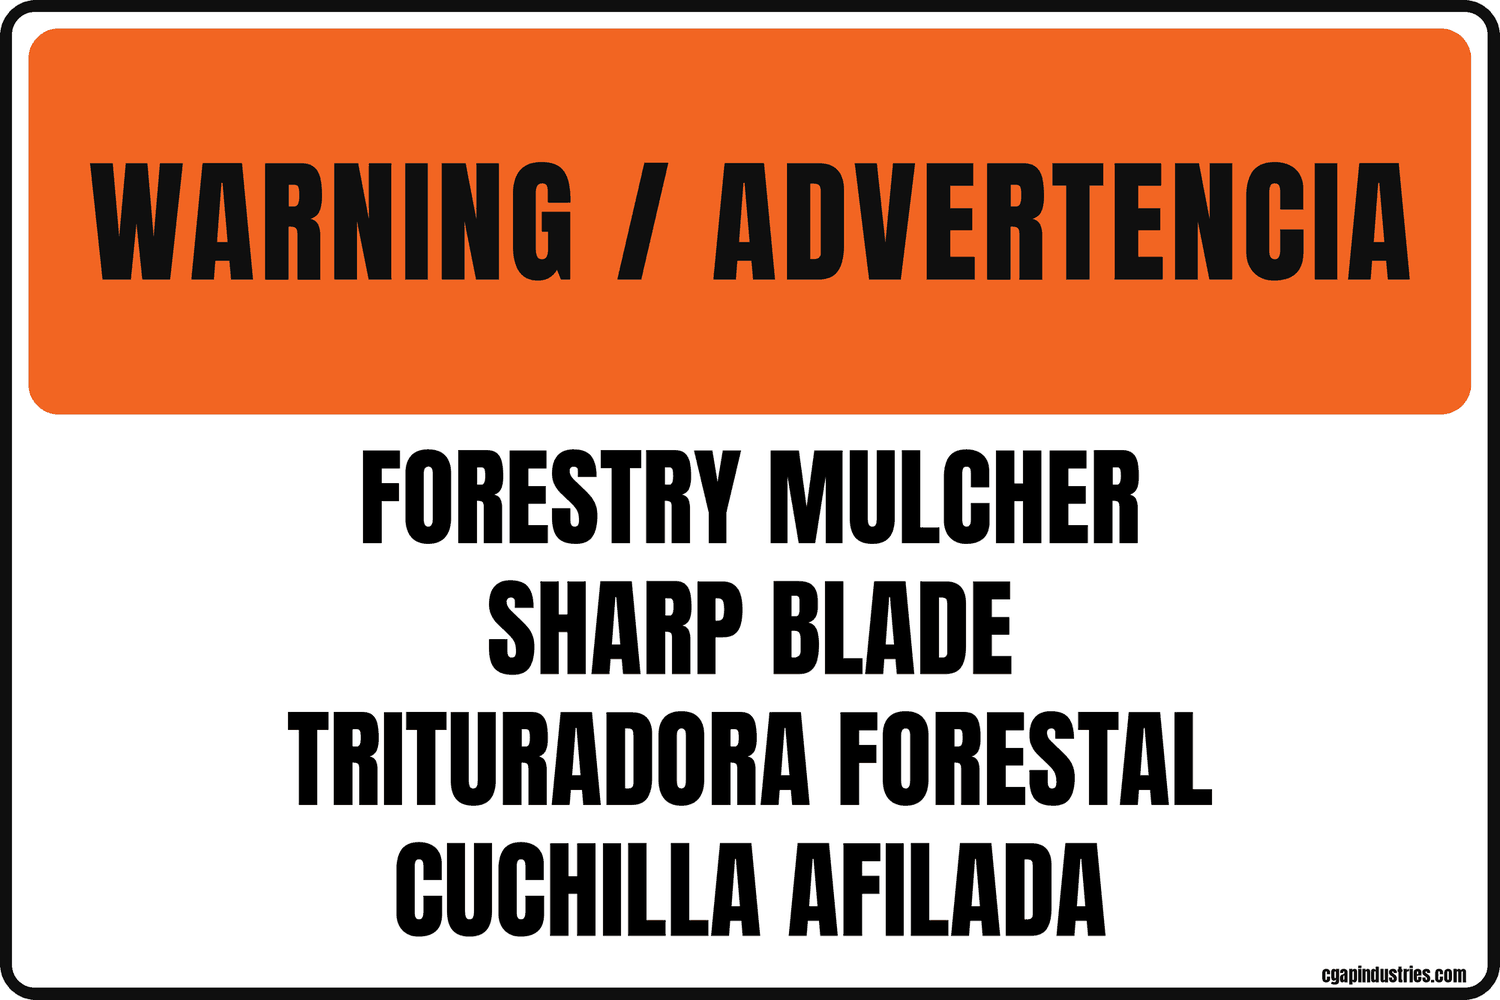 WARNING / ADVERTENCIA
FORESTRY MULCHER
SHARP BLADE
TRITURADORA FORESTAL
CUCHILLA AFILADA
cgapindustries.com